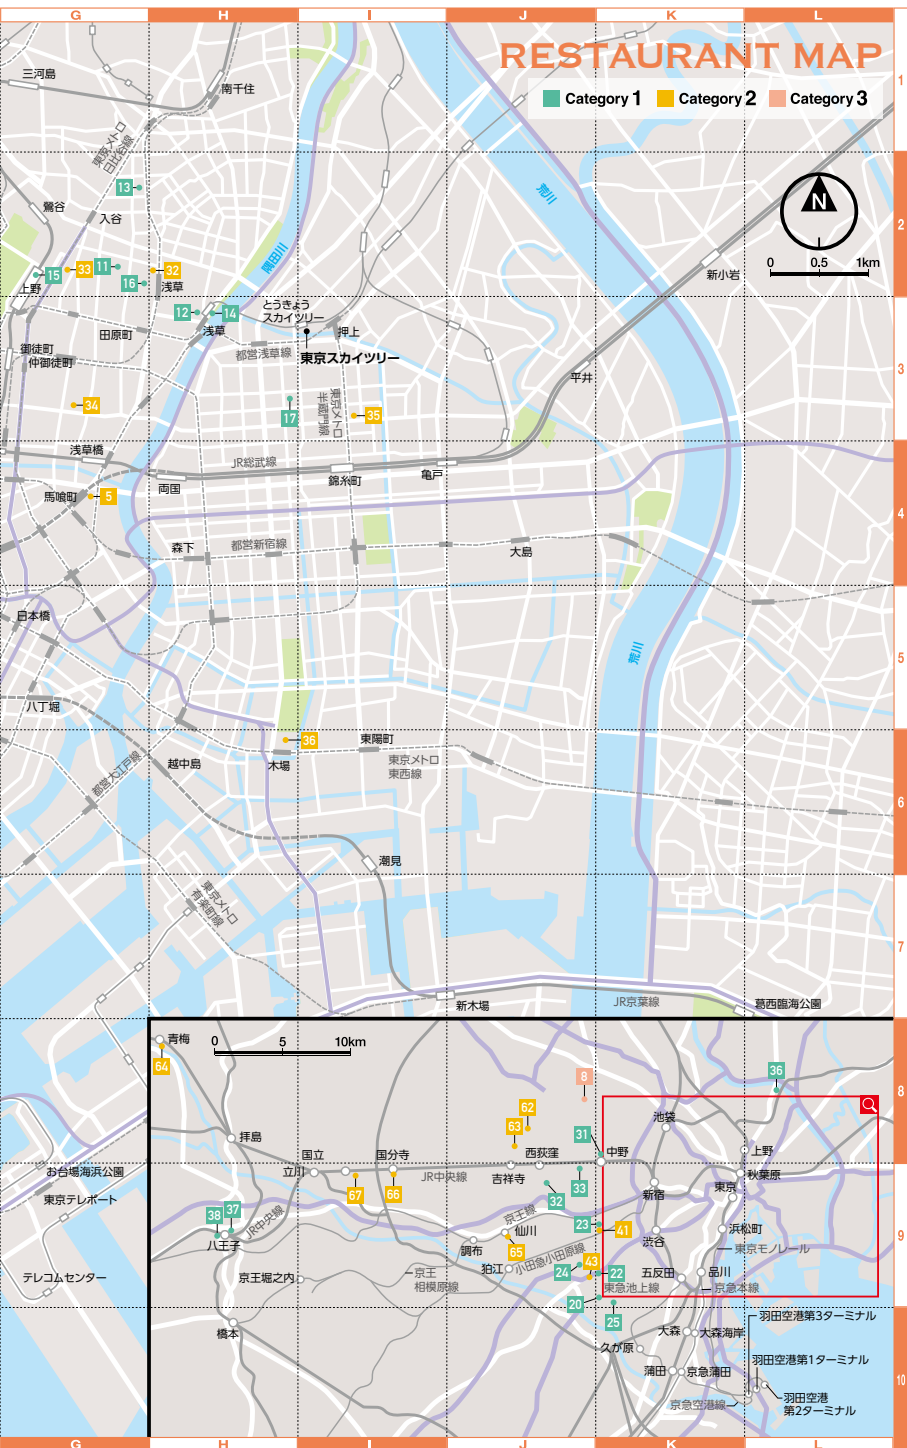 G
H
I
J
K
L
RESTAURANT MAP
Category 1
Category 2
Category 3
1
2
3
4
5
6
7
8
9
10
N
0
0.5
1km
三河島
南千住
東京メトロ
日比谷線
13
鶯谷
入谷
荒川
隅田川
15
33
11
16
32
上野
浅草
新小岩
12
14
浅草
とうきょう
スカイツリー
押上
田原町
東京スカイツリー
都営浅草線
御徒町
仲御徒町
平井
34
17
東京メトロ
半蔵門線
35
浅草橋
JR総武線
両国
錦糸町
亀戸
馬喰町
5
森下
都営新宿線
大島
日本橋
荒川
八丁堀
36
東陽町
木場
越中島
東京メトロ
東西線
都営大江戸線
潮見
東京メトロ
有楽町線
新木場
JR京葉線
葛西臨海公園
お台場海浜公園
東京テレポート
テレコムセンター
0
5
10km
青梅
64
拝島
8
36
62
63
31
池袋
国立
国分寺
西荻窪
中野
上野
立川
JR中央線
吉祥寺
秋葉原
67
66
32
33
新宿
東京
38
37
JR中央線
八王子
京王線
仙川
23
41
渋谷
浜松町
調布
65
東京モノレール
狛江
小田急小田原線
24
43
22
五反田
品川
京王堀之内
京王
相模原線
東急池上線
京急本線
20
25
羽田空港第3ターミナル
橋本
久が原
大森
大森海岸
羽田空港第1ターミナル
蒲田
京急蒲田
京急空港線
羽田空港
第2ターミナル
G
H
I
J
K
L